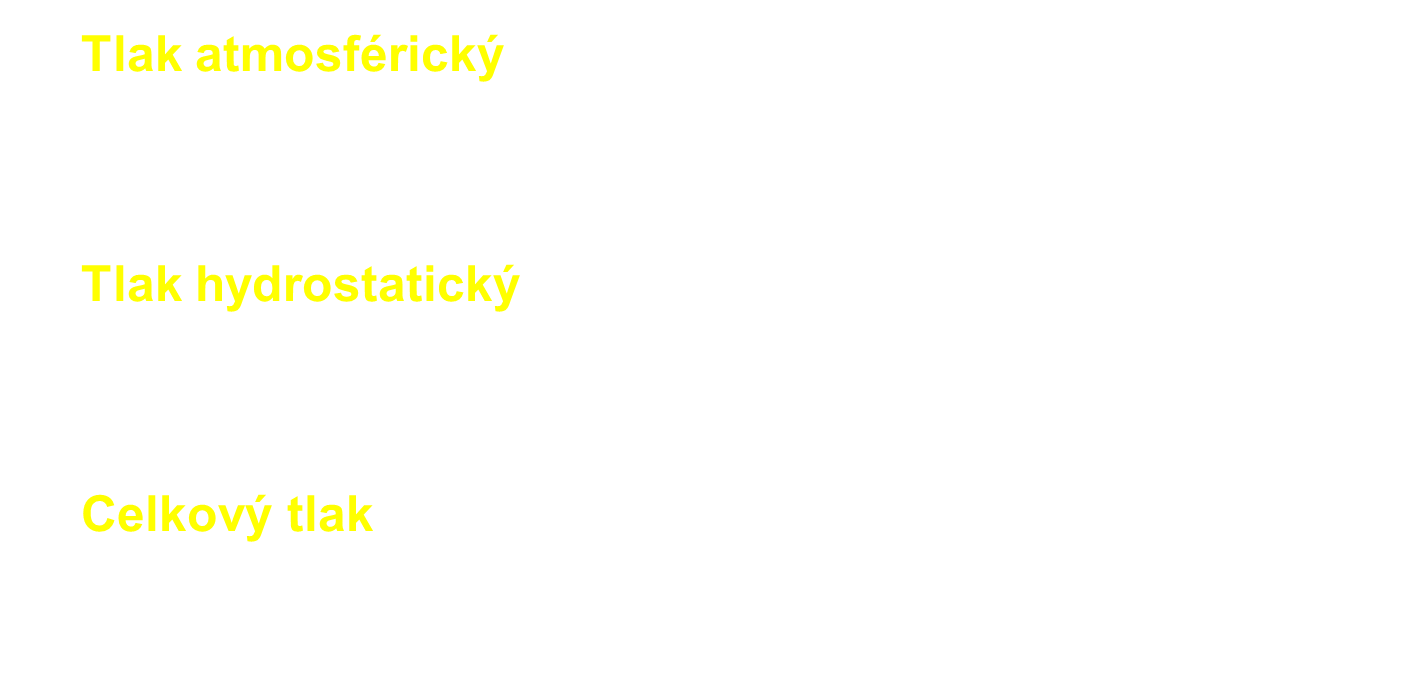 Tlak atmosférický
Tlak hydrostatický
Celkový tlak